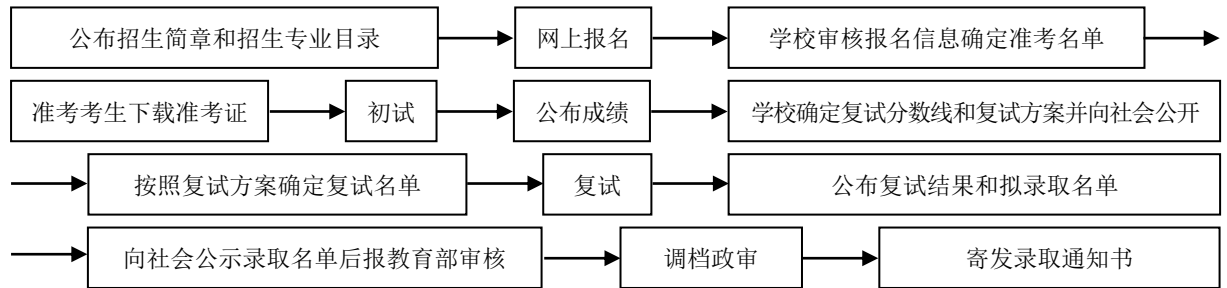 公布招生简章和招生专业目录 网上报名 学校审核报名信息确定准考名单
准考考生下载准考证 初试 公布成绩 学校确定复试分数线和复试方案并向社会公开
按照复试方案确定复试名单 复试 公布复试结果和拟录取名单
向社会公示录取名单后报教育部审核 调档政审 寄发录取通知书